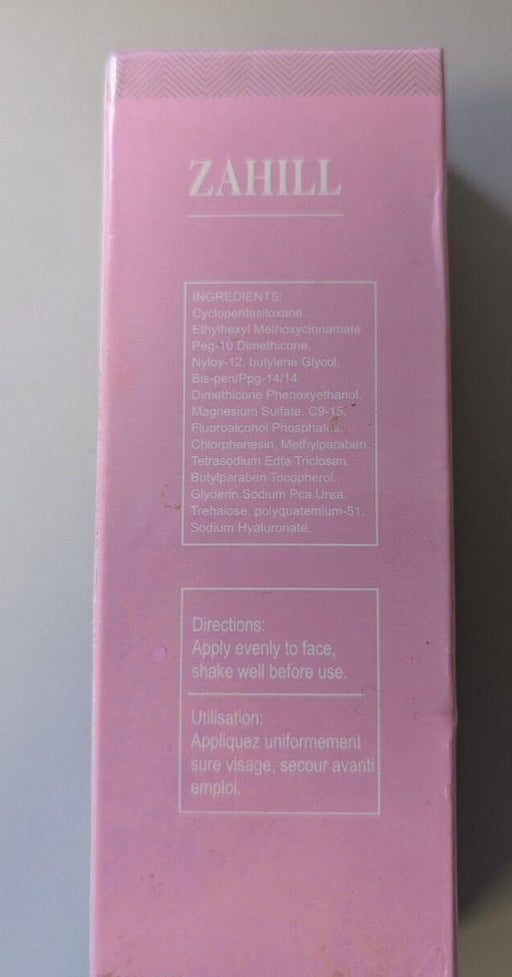 ZAHILL
INGREDIENTS:
Cyclopentasiloxane.
Ethylhexyl Methoxycinnamate.
Peg-10 Dimethicone.
Nyloy-12. butylene Glycol.
Bis-pen/Ppg-14/14.
Dimethicone Phenoxyethanol.
Magnesium Sulfate. C9-15.
Fluoroalcohol Phosphates.
Chlorphenesin. Methylparaben.
Tetrasodium Edta Triclosan.
Butylparaben Tocopherol.
Glycerin.Sodium Pca Urea.
Trehalose. polyquatemium-51.
Sodium Hyaluronate.
Directions:
Apply evenly to face,
shake well before use.
Utilisation:
Appliquez uniformement
sure visage, secour avanti
emploi.